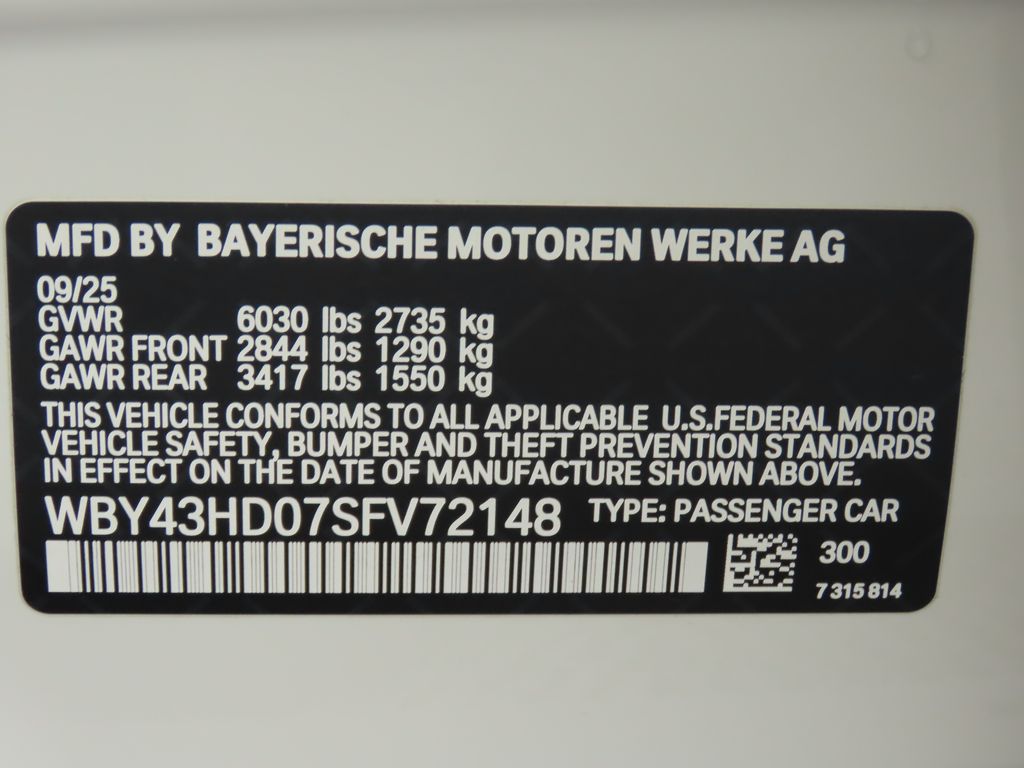 MFD BY BAYERISCHE MOTOREN WERKE AG
09/25
GVWR 6030 lbs 2735 kg
GAWR FRONT 2844 lbs 1290 kg
GAWR REAR 3417 lbs 1550 kg
THIS VEHICLE CONFORMS TO ALL APPLICABLE U.S.FEDERAL MOTOR
VEHICLE SAFETY, BUMPER AND THEFT PREVENTION STANDARDS
IN EFFECT ON THE DATE OF MANUFACTURE SHOWN ABOVE.
WBY43HD07SFV72148 TYPE: PASSENGER CAR
300
7 315 814